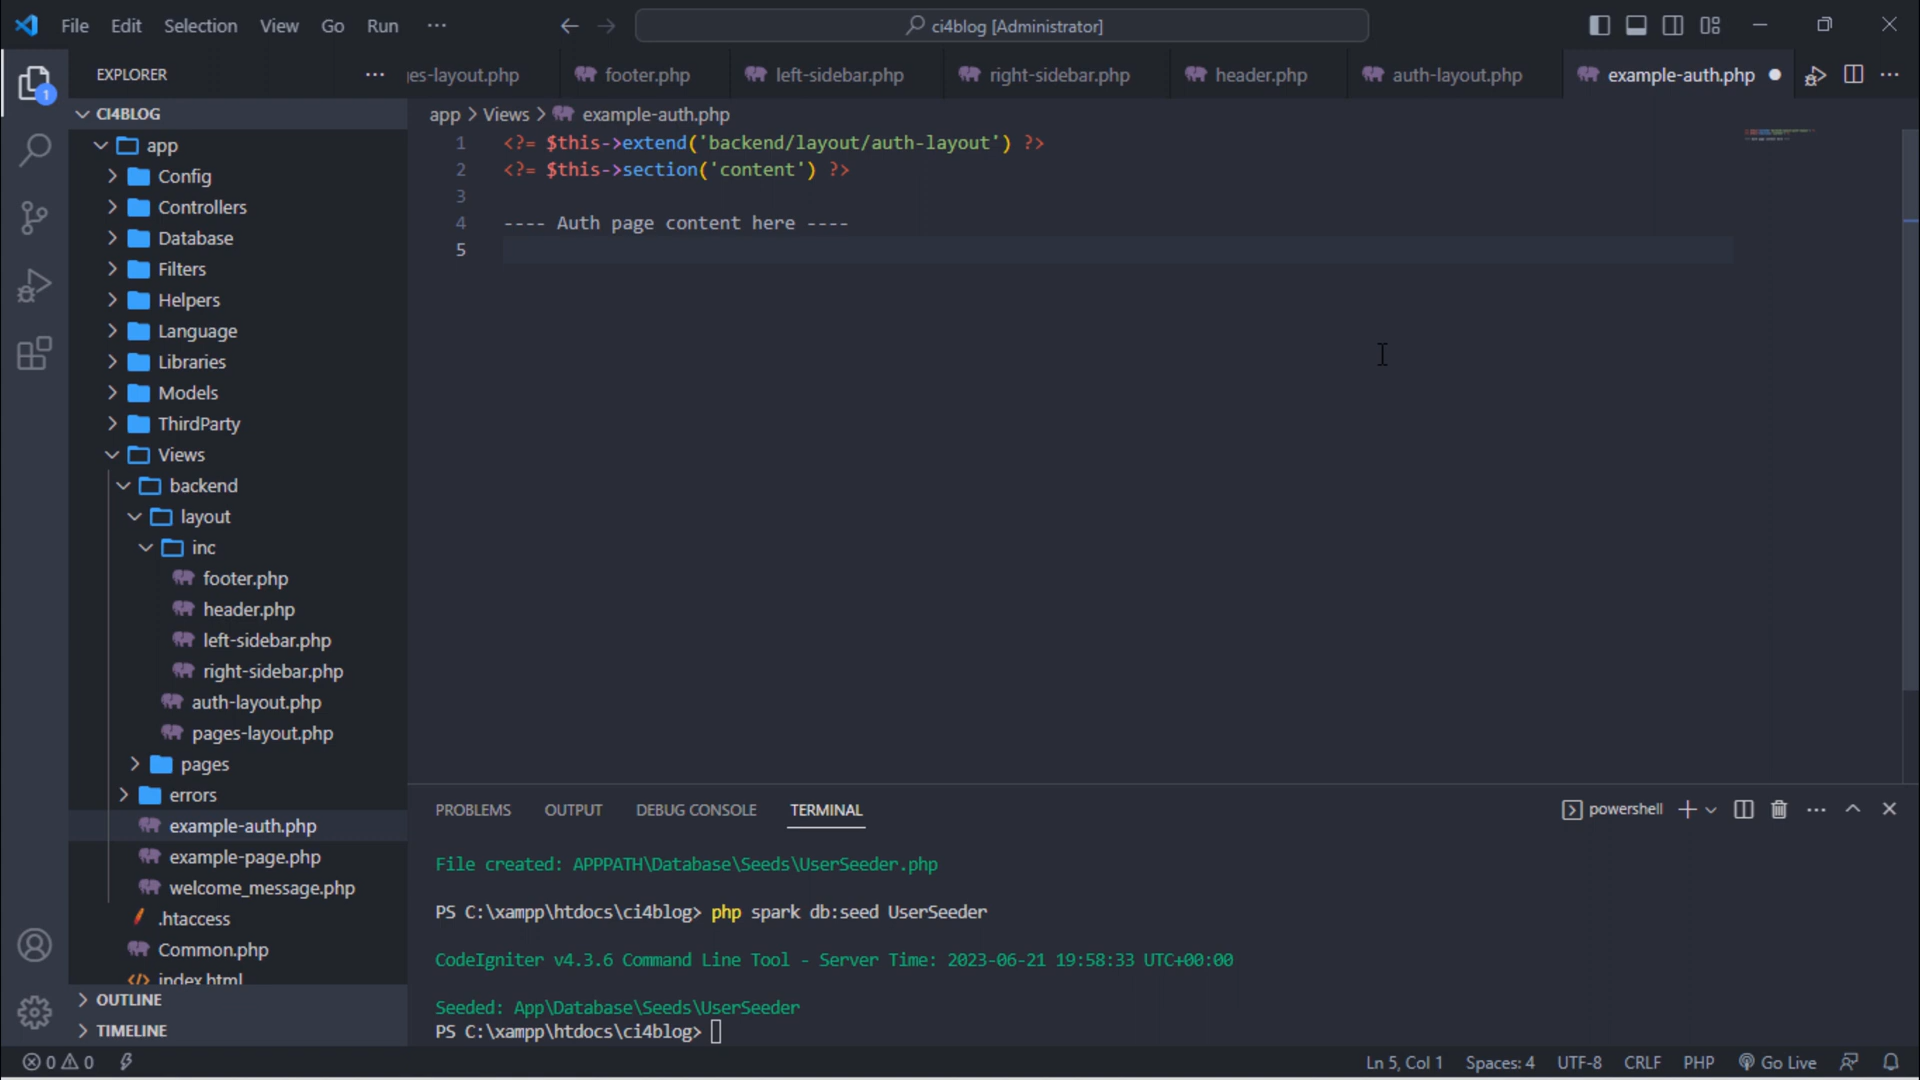 File Edit Selection View Go Run ··· ci4blog [Administrator]
EXPLORER ··· es-layout.php footer.php left-sidebar.php right-sidebar.php header.php auth-layout.php example-auth.php ···
1
CI4BLOG
app > Views > example-auth.php
app
Config
Controllers
Database
Filters
Helpers
Language
Libraries
Models
ThirdParty
Views
backend
layout
inc
footer.php
header.php
left-sidebar.php
right-sidebar.php
auth-layout.php
pages-layout.php
pages
errors
example-auth.php
example-page.php
welcome_message.php
.htaccess
Common.php
index.html
OUTLINE
TIMELINE
1 <?= $this->extend('backend/layout/auth-layout') ?>
2 <?= $this->section('content') ?>
3
4 ---- Auth page content here ----
5
PROBLEMS OUTPUT DEBUG CONSOLE TERMINAL powershell
File created: APPPATH\Database\Seeds\UserSeeder.php
PS C:\xampp\htdocs\ci4blog> php spark db:seed UserSeeder
CodeIgniter v4.3.6 Command Line Tool - Server Time: 2023-06-21 19:58:33 UTC+00:00
Seeded: App\Database\Seeds\UserSeeder
PS C:\xampp\htdocs\ci4blog>
0 0 Ln 5, Col 1 Spaces: 4 UTF-8 CRLF PHP Go Live